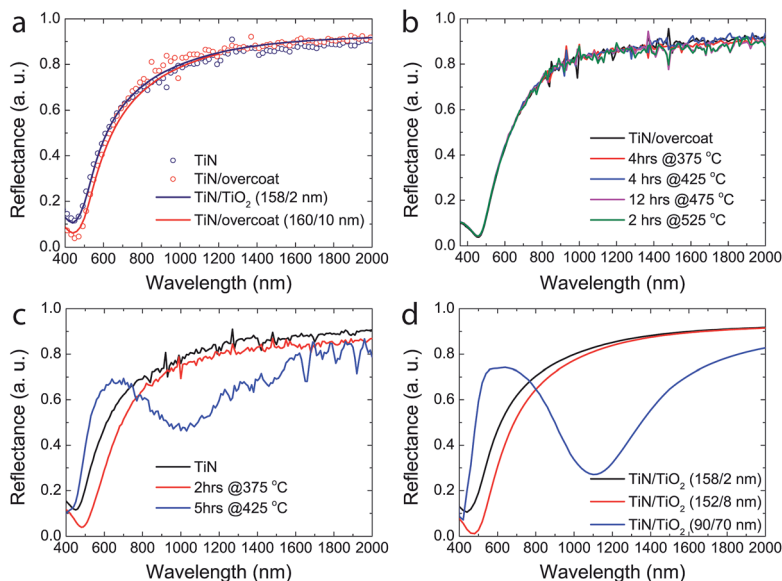 a
1.0
0.8
0.6
0.4
0.2
0.0
Reflectance (a. u.)
TiN
TiN/overcoat
TiN/TiO₂ (158/2 nm)
TiN/overcoat (160/10 nm)
400 600 800 1000 1200 1400 1600 1800 2000
Wavelength (nm)
b
1.0
0.8
0.6
0.4
0.2
0.0
Reflectance (a. u.)
TiN/overcoat
4hrs @375 °C
4 hrs @425 °C
12 hrs @475 °C
2 hrs @525 °C
400 600 800 1000 1200 1400 1600 1800 2000
Wavelength (nm)
c
1.0
0.8
0.6
0.4
0.2
0.0
Reflectance (a. u.)
TiN
2hrs @375 °C
5hrs @425 °C
400 600 800 1000 1200 1400 1600 1800 2000
Wavelength (nm)
d
1.0
0.8
0.6
0.4
0.2
0.0
Reflectance (a. u.)
TiN/TiO₂ (158/2 nm)
TiN/TiO₂ (152/8 nm)
TiN/TiO₂ (90/70 nm)
400 600 800 1000 1200 1400 1600 1800 2000
Wavelength (nm)